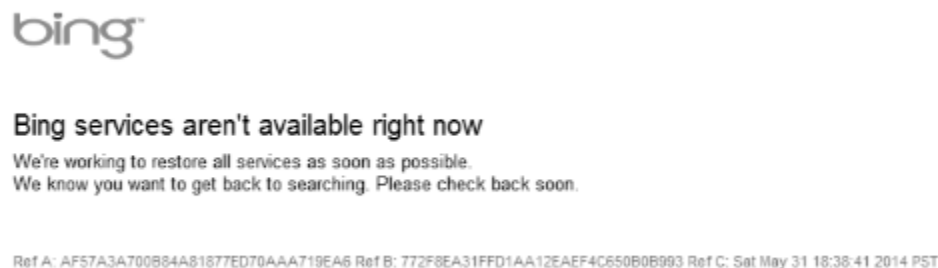 bing™
Bing services aren't available right now
We're working to restore all services as soon as possible.
We know you want to get back to searching. Please check back soon.
Ref A: AF57A3A700B84A81877ED70AAA719EA6 Ref B: 772F8EA31FFD1AA12EAEF4C650B0B993 Ref C: Sat May 31 18:38:41 2014 PST